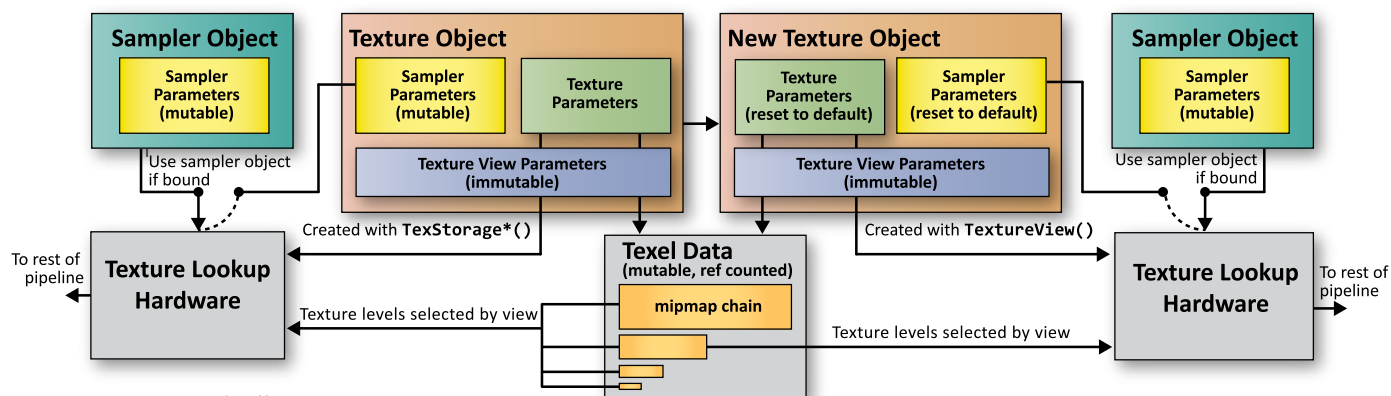 Sampler Object
Sampler
Parameters
(mutable)
Use sampler object
if bound
Texture Object
Sampler
Parameters
(mutable)
Texture
Parameters
Texture View Parameters
(immutable)
New Texture Object
Texture
Parameters
(reset to default)
Sampler
Parameters
(reset to default)
Texture View Parameters
(immutable)
Sampler Object
Sampler
Parameters
(mutable)
Use sampler object
if bound
Created with TexStorage*()
Created with TextureView()
To rest of
pipeline
Texture Lookup
Hardware
Texel Data
(mutable, ref counted)
mipmap chain
Texture levels selected by view
Texture levels selected by view
Texture Lookup
Hardware
To rest of
pipeline